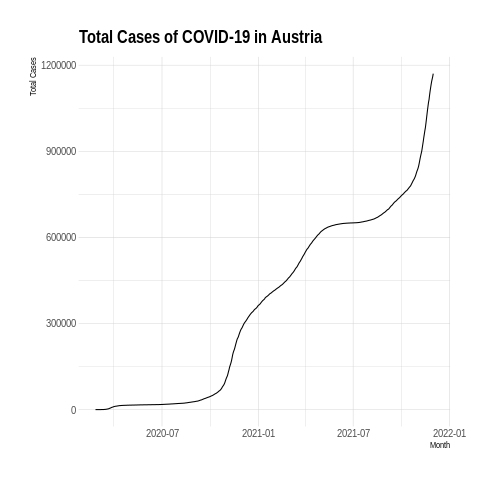 Total Cases of COVID-19 in Austria
Total Cases
1200000
900000
600000
300000
0
2020-07 2021-01 2021-07 2022-01
Month